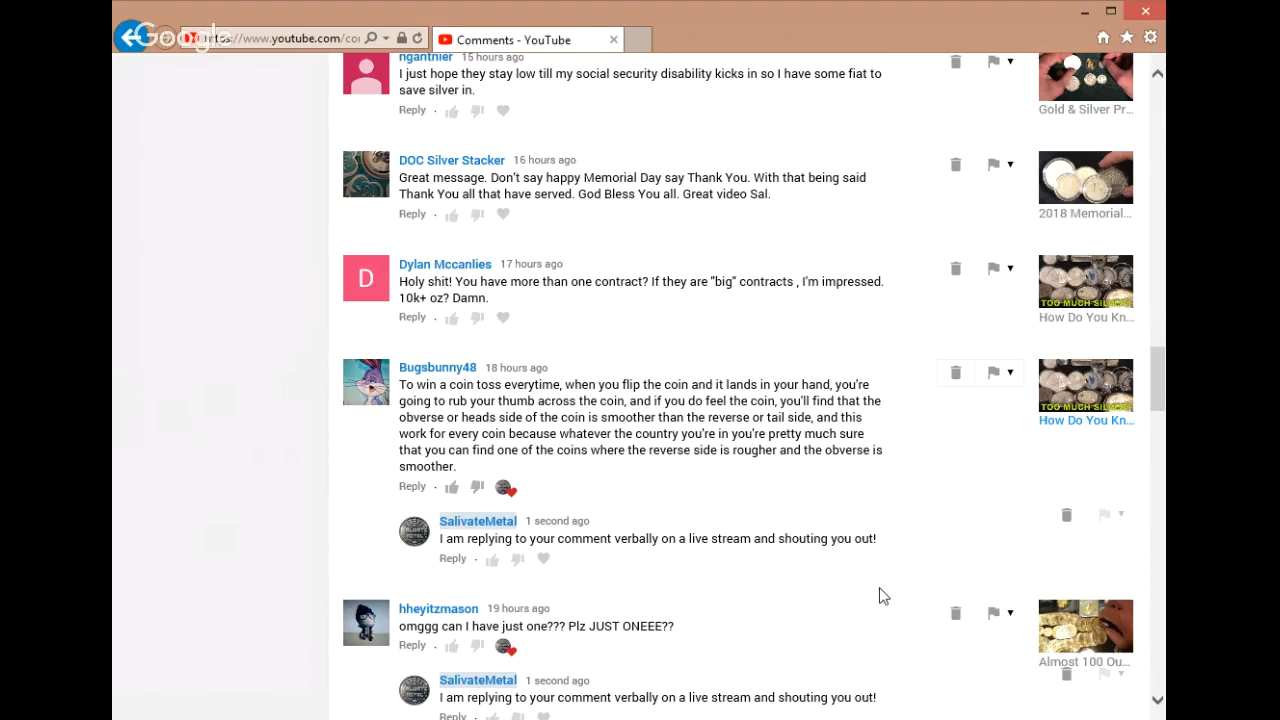 Google
https://www.youtube.com/co
Comments - YouTube
nganthier 15 hours ago
I just hope they stay low till my social security disability kicks in so I have some fiat to
save silver in.
Reply
Gold & Silver Pr...
DOC Silver Stacker 16 hours ago
Great message. Don't say happy Memorial Day say Thank You. With that being said
Thank You all that have served. God Bless You all. Great video Sal.
Reply
2018 Memorial...
D
Dylan Mccanlies 17 hours ago
Holy shit! You have more than one contract? If they are "big" contracts , I'm impressed.
10k+ oz? Damn.
Reply
TOO MUCH SILVER?
How Do You Kn...
Bugsbunny48 18 hours ago
To win a coin toss everytime, when you flip the coin and it lands in your hand, you're
going to rub your thumb across the coin, and if you do feel the coin, you'll find that the
obverse or heads side of the coin is smoother than the reverse or tail side, and this
work for every coin because whatever the country you're in you're pretty much sure
that you can find one of the coins where the reverse side is rougher and the obverse is
smoother.
Reply
TOO MUCH SILVER?
How Do You Kn...
SalivateMetal 1 second ago
I am replying to your comment verbally on a live stream and shouting you out!
Reply
hheyitzmason 19 hours ago
omggg can I have just one??? Plz JUST ONEEE??
Reply
Almost 100 Ou...
SalivateMetal 1 second ago
I am replying to your comment verbally on a live stream and shouting you out!
Reply